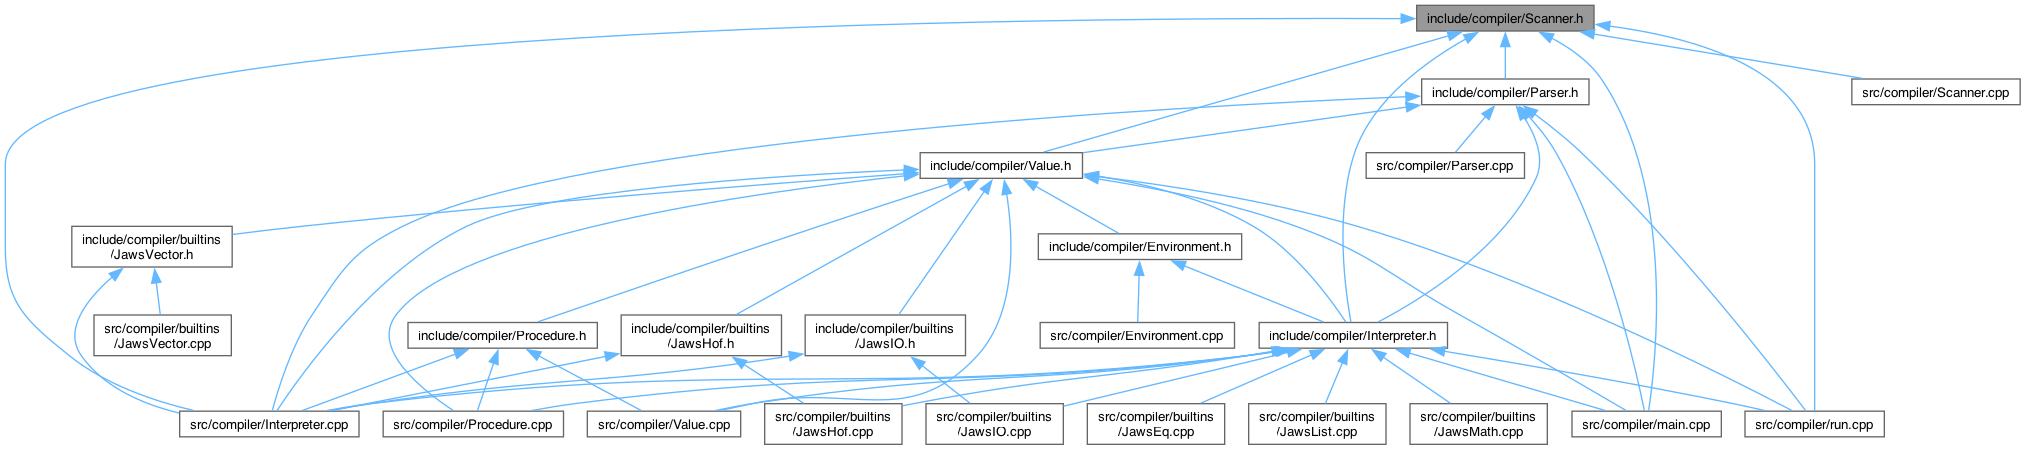 include/compiler/Scanner.h
include/compiler/Parser.h
src/compiler/Scanner.cpp
include/compiler/Value.h
src/compiler/Parser.cpp
include/compiler/builtins
/JawsVector.h
include/compiler/Environment.h
src/compiler/builtins
/JawsVector.cpp
include/compiler/Procedure.h
include/compiler/builtins
/JawsHof.h
include/compiler/builtins
/JawsIO.h
src/compiler/Environment.cpp
include/compiler/Interpreter.h
src/compiler/Interpreter.cpp
src/compiler/Procedure.cpp
src/compiler/Value.cpp
src/compiler/builtins
/JawsHof.cpp
src/compiler/builtins
/JawsIO.cpp
src/compiler/builtins
/JawsEq.cpp
src/compiler/builtins
/JawsList.cpp
src/compiler/builtins
/JawsMath.cpp
src/compiler/main.cpp
src/compiler/run.cpp